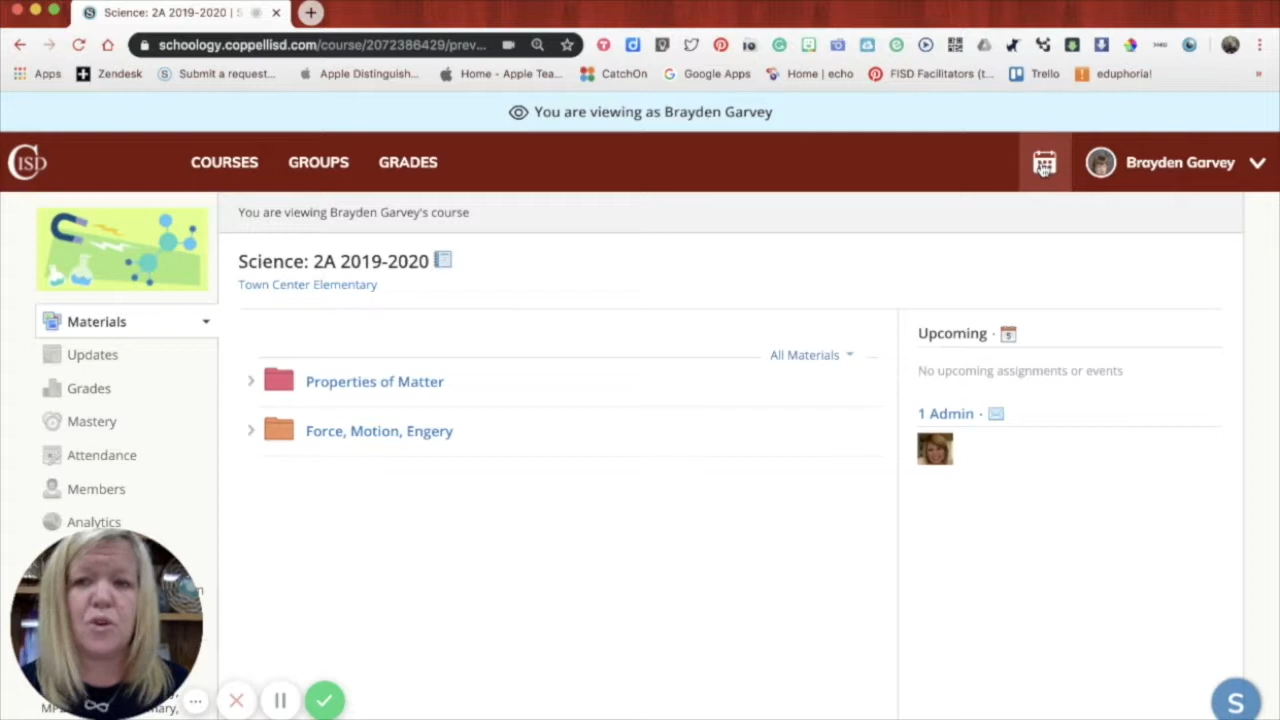 Science: 2A 2019-2020 | S
schoology.coppellisd.com/course/2072386429/prev...
Apps Zendesk Submit a request... Apple Distinguish... Home - Apple Tea... CatchOn Google Apps Home | echo FISD Facilitators (t... Trello eduphoria!
You are viewing as Brayden Garvey
CISD COURSES GROUPS GRADES Brayden Garvey
You are viewing Brayden Garvey's course
Science: 2A 2019-2020
Town Center Elementary
Materials
Updates
Grades
Mastery
Attendance
Members
Analytics
All Materials
Properties of Matter
Force, Motion, Engery
Upcoming ·
No upcoming assignments or events
1 Admin ·
S